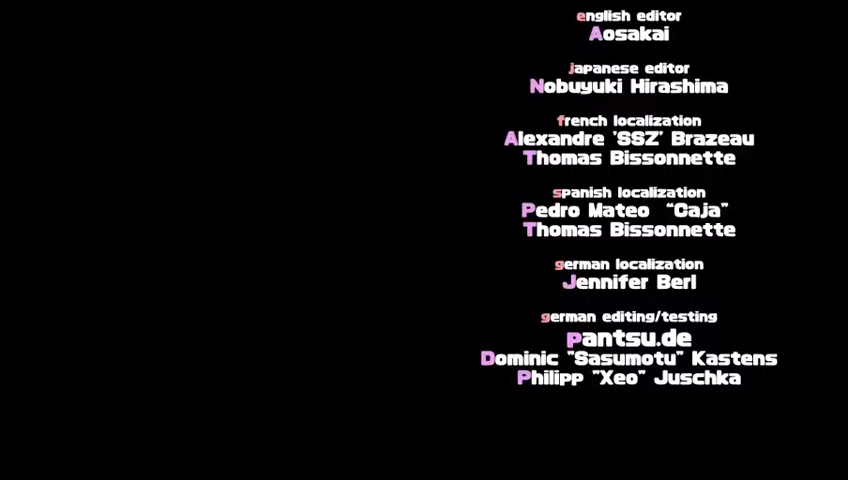 english editor
Aosakai
japanese editor
Nobuyuki Hirashima
french localization
Alexandre 'SSZ' Brazeau
Thomas Bissonnette
spanish localization
Pedro Mateo "Caja"
Thomas Bissonnette
german localization
Jennifer Berl
german editing/testing
pantsu.de
Dominic "Sasumotu" Kastens
Philipp "Xeo" Juschka